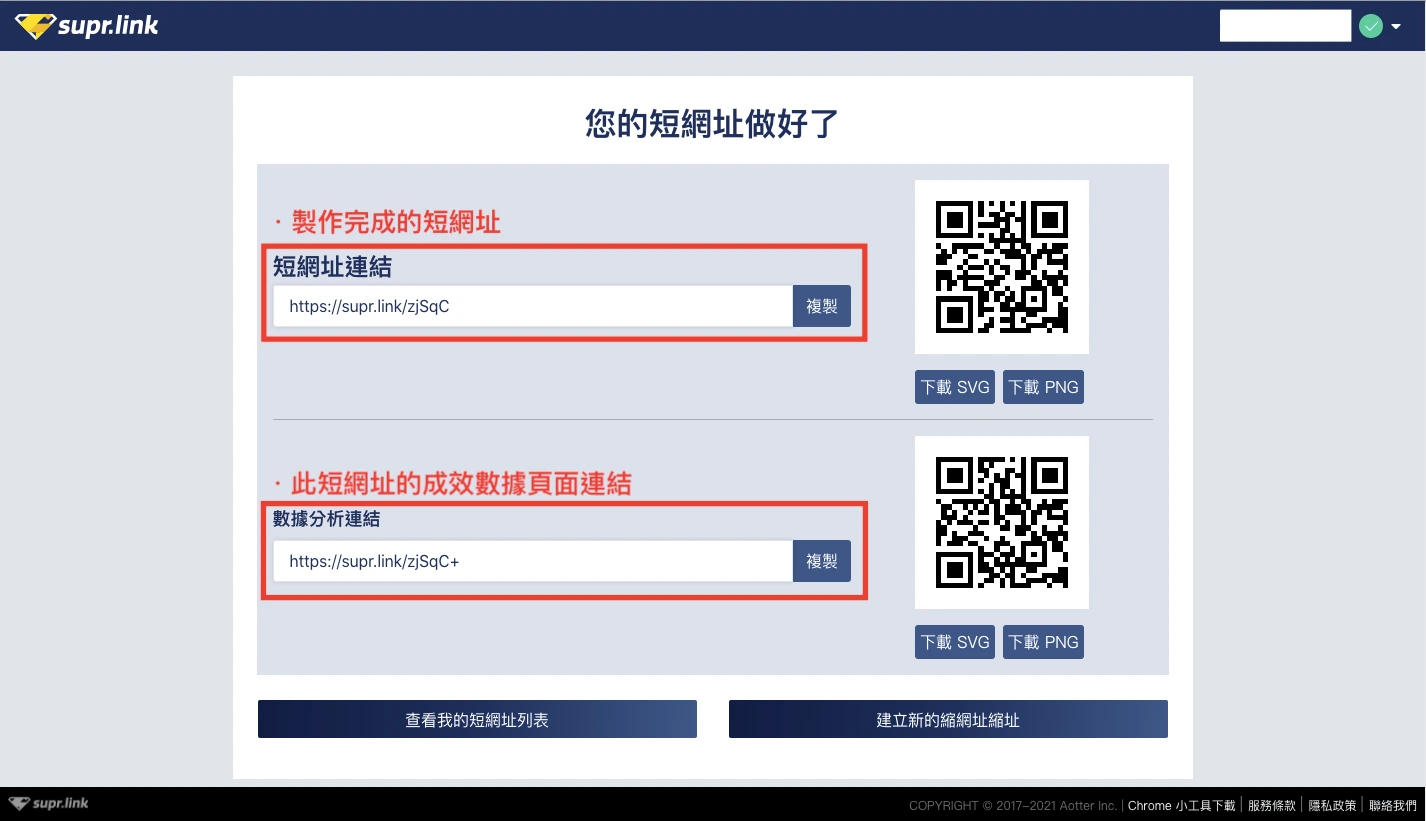 supr.link
您的短網址做好了
・製作完成的短網址
短網址連結
https://supr.link/zjSqC 複製
下載 SVG 下載 PNG
・此短網址的成效數據頁面連結
數據分析連結
https://supr.link/zjSqC+ 複製
下載 SVG 下載 PNG
查看我的短網址列表 建立新的縮網址縮址
supr.link COPYRIGHT © 2017-2021 Aotter Inc. | Chrome 小工具下載 | 服務條款 | 隱私政策 | 聯絡我們